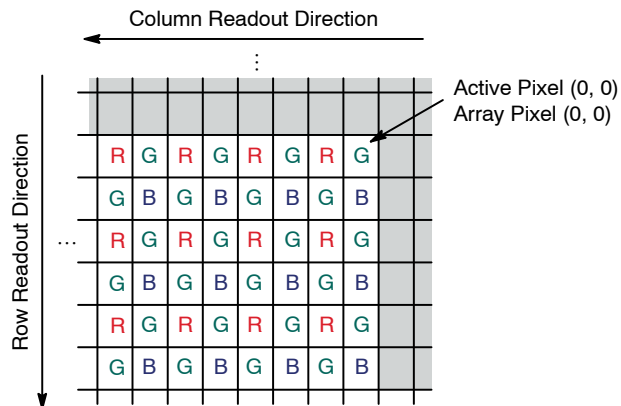 Column Readout Direction
...
Active Pixel (0, 0)
Array Pixel (0, 0)
Row Readout Direction
...
R G R G R G R G
G B G B G B G B
R G R G R G R G
G B G B G B G B
R G R G R G R G
G B G B G B G B